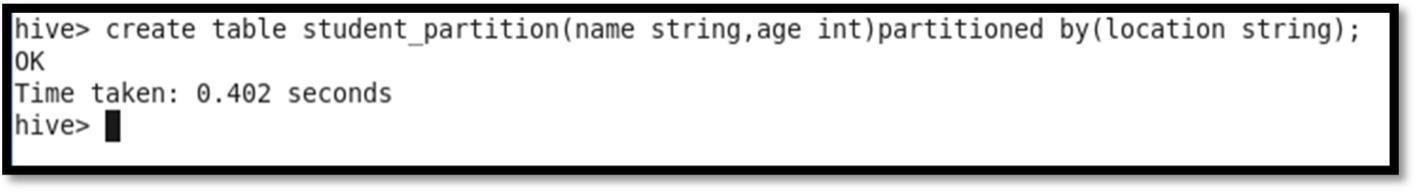 hive> create table student_partition(name string,age int)partitioned by(location string);
OK
Time taken: 0.402 seconds
hive>